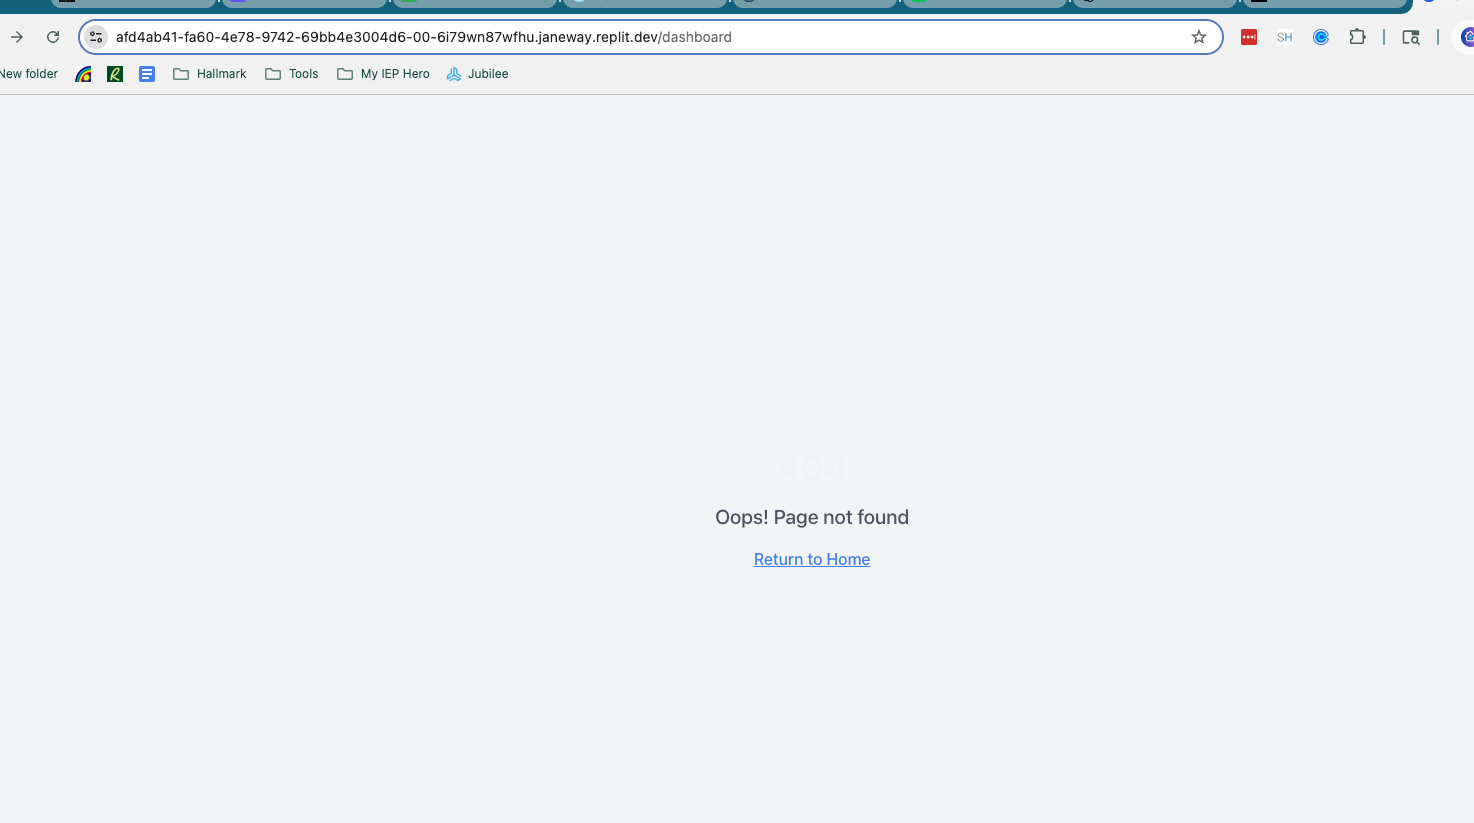 afd4ab41-fa60-4e78-9742-69bb4e3004d6-00-6i79wn87wfhu.janeway.replit.dev/dashboard
SH
New folder
Hallmark
Tools
My IEP Hero
Jubilee
404
Oops! Page not found
Return to Home